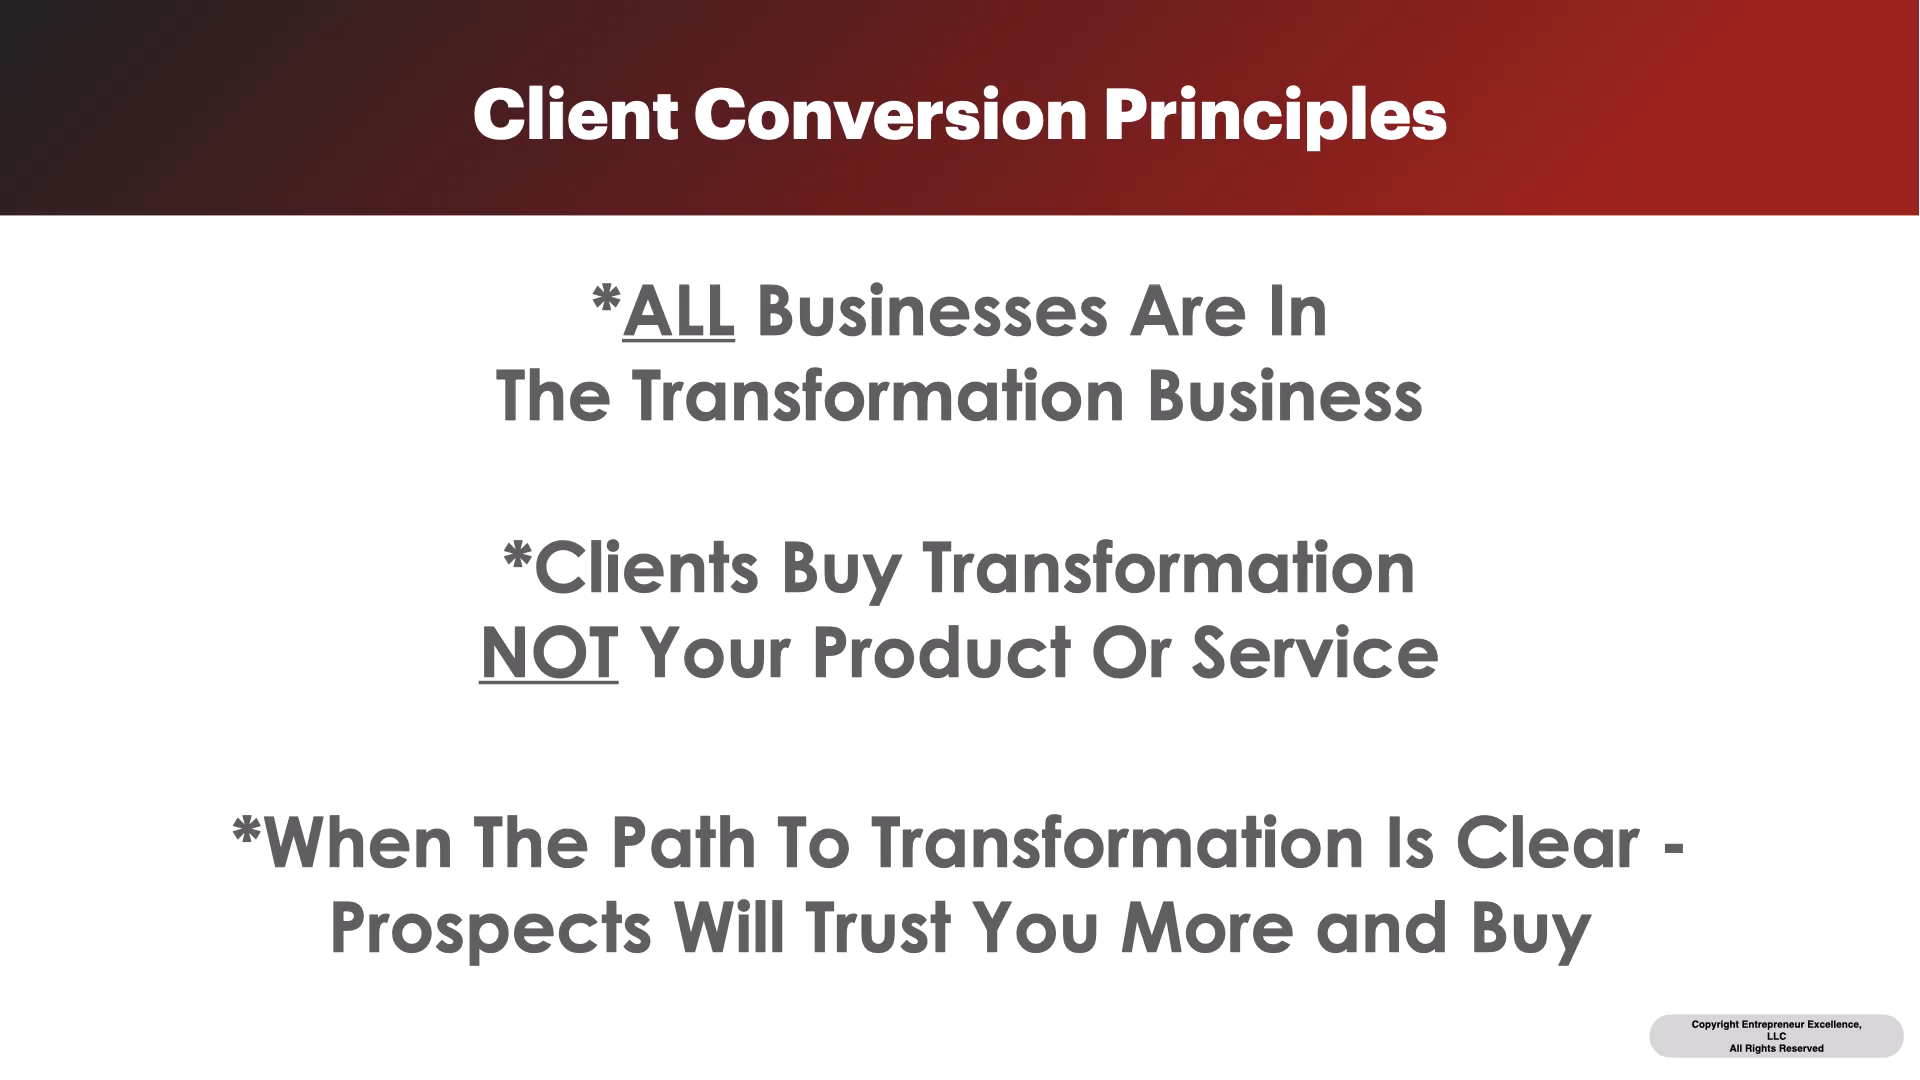 Client Conversion Principles
*ALL Businesses Are In
The Transformation Business
*Clients Buy Transformation
NOT Your Product Or Service
*When The Path To Transformation Is Clear -
Prospects Will Trust You More and Buy
Copyright Entrepreneur Excellence,
LLC
All Rights Reserved